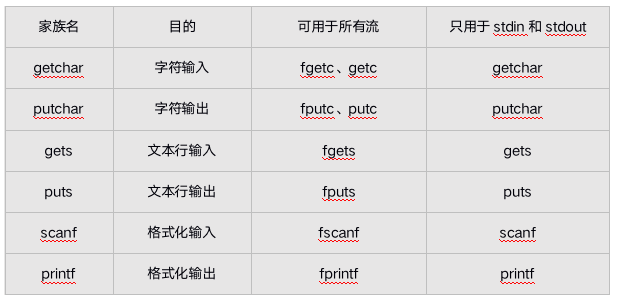 家族名 目的 可用于所有流 只用于 stdin 和 stdout
getchar 字符输入 fgetc、getc getchar
putchar 字符输出 fputc、putc putchar
gets 文本行输入 fgets gets
puts 文本行输出 fputs puts
scanf 格式化输入 fscanf scanf
printf 格式化输出 fprintf printf